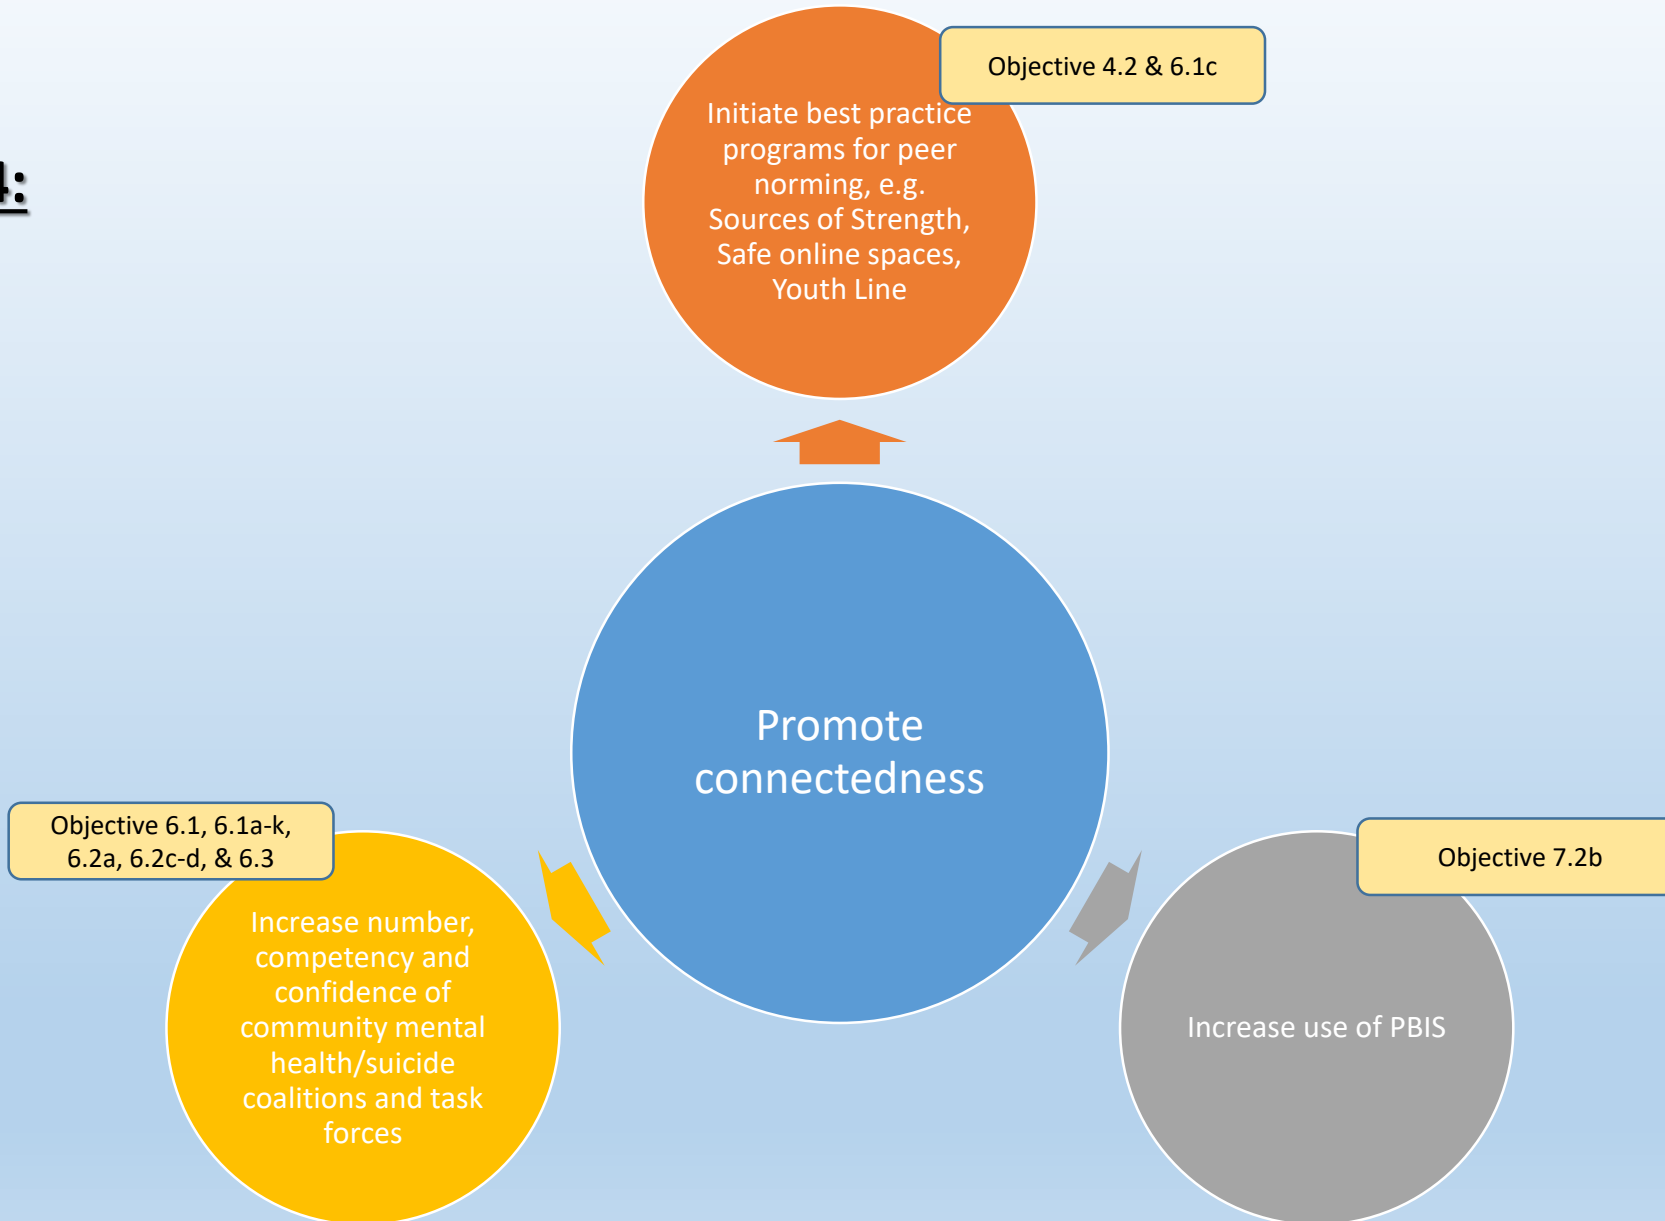 4:
Objective 4.2 & 6.1c
Initiate best practice
programs for peer
norming, e.g.
Sources of Strength,
Safe online spaces,
Youth Line
Promote
connectedness
Objective 6.1, 6.1a-k,
6.2a, 6.2c-d, & 6.3
Increase number,
competency and
confidence of
community mental
health/suicide
coalitions and task
forces
Objective 7.2b
Increase use of PBIS